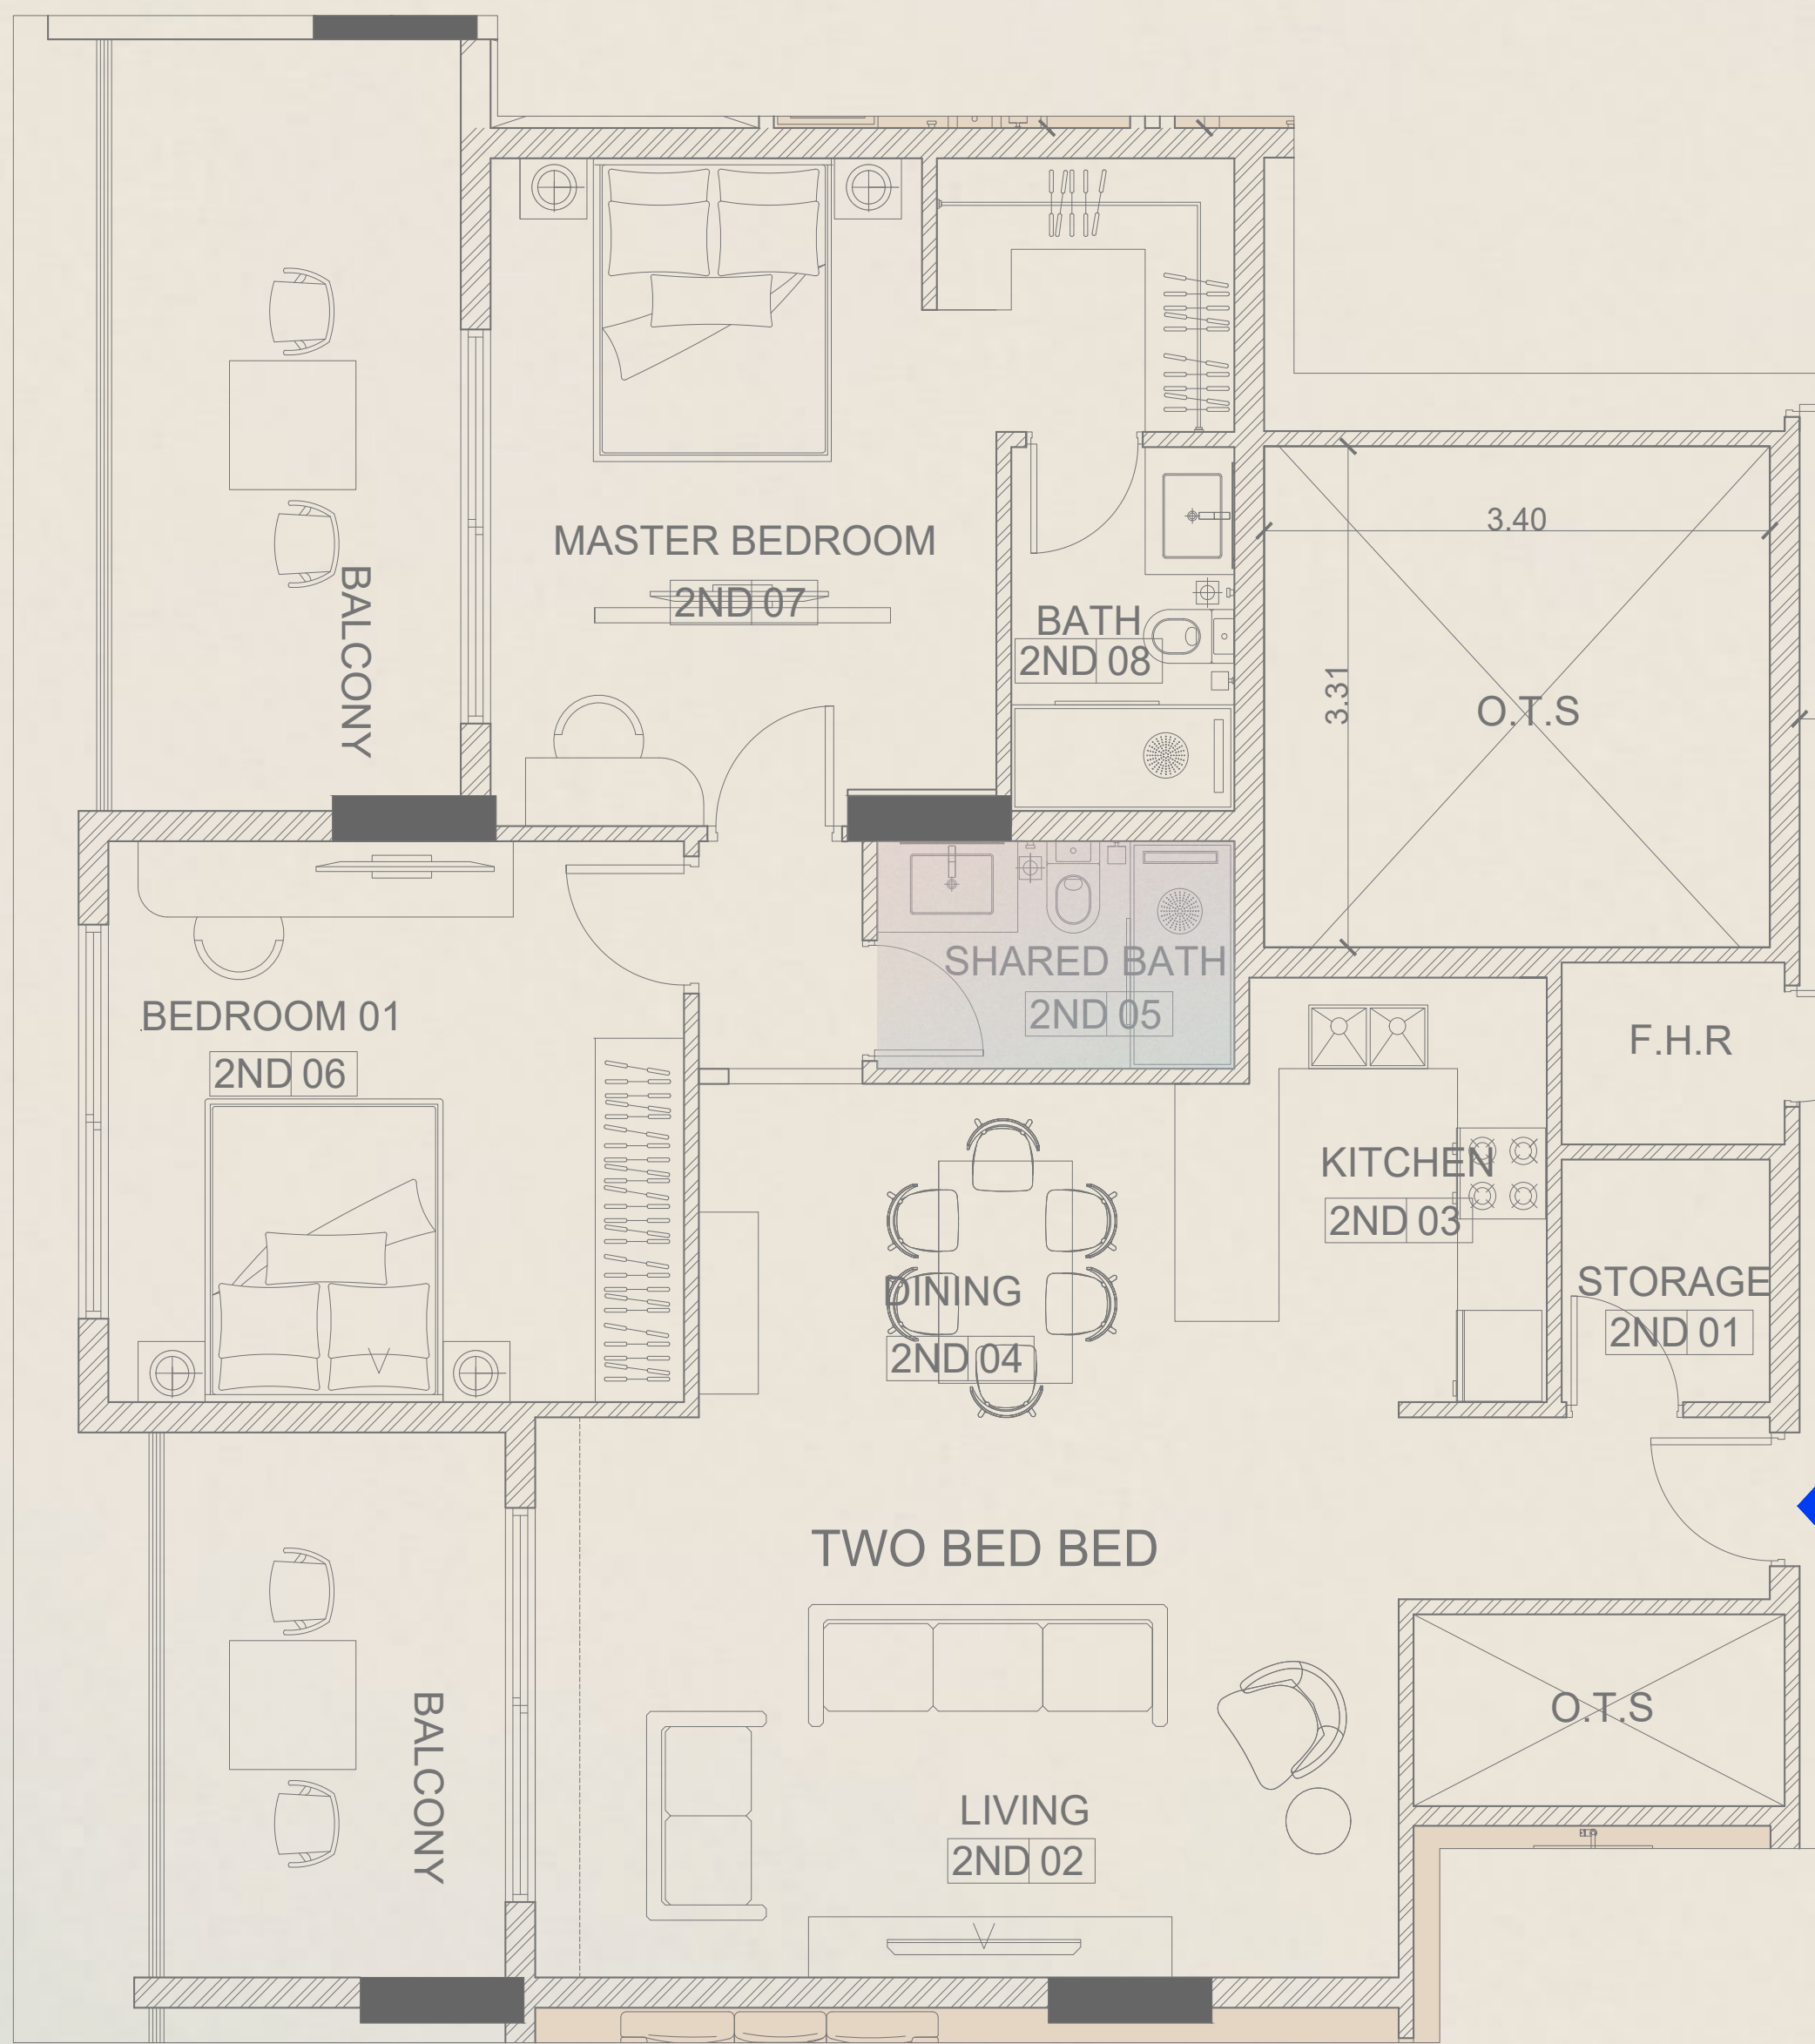 3.40
MASTER BEDROOM
2ND 07
BALCONY
BATH
2ND 08
3.31
O.T.S
SHARED BATH
2ND 05
BEDROOM 01
2ND 06
F.H.R
KITCHEN
2ND 03
DINING
2ND 04
STORAGE
2ND 01
TWO BED BED
O.T.S
BALCONY
LIVING
2ND 02